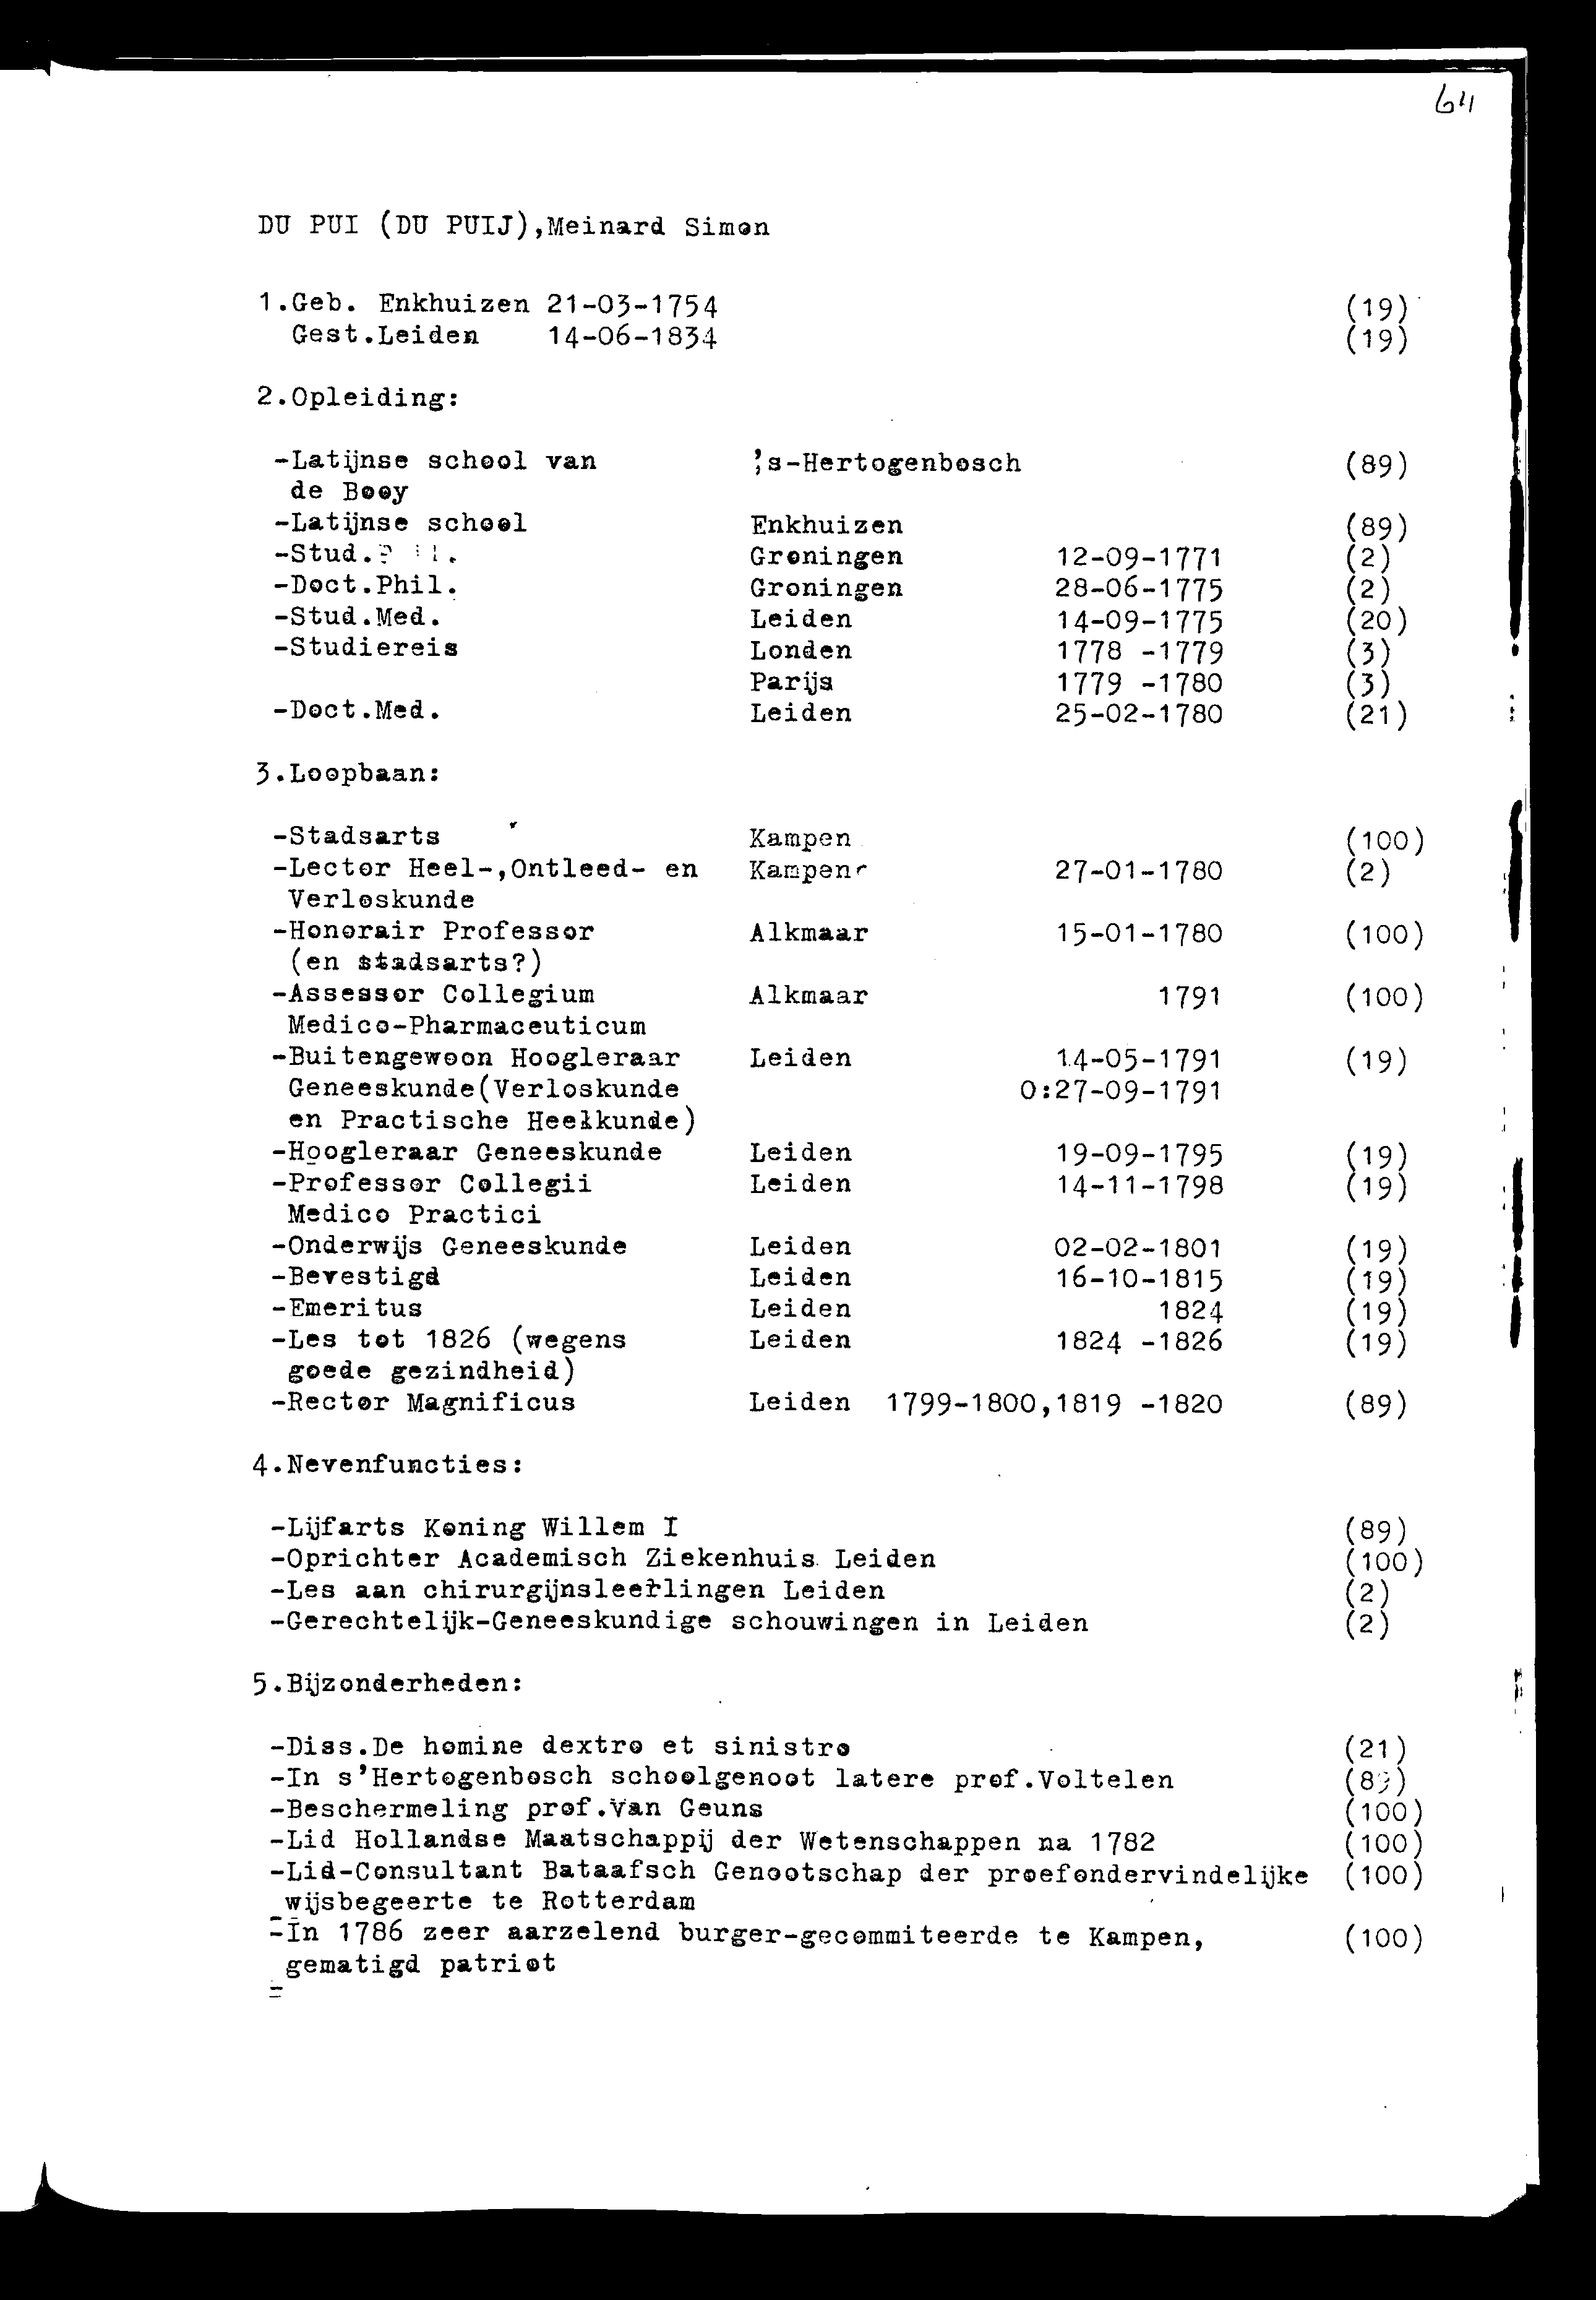 64
DU PUI (DU PUIJ),Meinard Simon
1.Geb. Enkhuizen 21-03-1754 (19)
Gest.Leiden 14-06-1834 (19)
2.Opleiding:
-Latijnse school van 's-Hertogenbosch (89)
de Booy
-Latijnse school Enkhuizen (89)
-Stud. Groningen 12-09-1771 (2)
-Doct.Phil. Groningen 28-06-1775 (2)
-Stud.Med. Leiden 14-09-1775 (20)
-Studiereis Londen 1778 -1779 (3)
Parijs 1779 -1780 (3)
-Doct.Med. Leiden 25-02-1780 (21)
3.Loopbaan:
-Stadsarts Kampen (100)
-Lector Heel-,Ontleed- en Kampen 27-01-1780 (2)
Verloskunde
-Honorair Professor Alkmaar 15-01-1780 (100)
(en stadsarts?)
-Assessor Collegium Alkmaar 1791 (100)
Medico-Pharmaceuticum
-Buitengewoon Hoogleraar Leiden 14-05-1791 (19)
Geneeskunde(Verloskunde 0:27-09-1791
en Practische Heelkunde)
-Hoogleraar Geneeskunde Leiden 19-09-1795 (19)
-Professor Collegii Leiden 14-11-1798 (19)
Medico Practici
-Onderwijs Geneeskunde Leiden 02-02-1801 (19)
-Bevestigd Leiden 16-10-1815 (19)
-Emeritus Leiden 1824 (19)
-Les tot 1826 (wegens Leiden 1824 -1826 (19)
goede gezindheid)
-Rector Magnificus Leiden 1799-1800,1819 -1820 (89)
4.Nevenfuncties:
-Lijfarts Koning Willem I (89)
-Oprichter Academisch Ziekenhuis Leiden (100)
-Les aan chirurgijnsleerlingen Leiden (2)
-Gerechtelijk-Geneeskundige schouwingen in Leiden (2)
5.Bijzonderheden:
-Diss.De homine dextro et sinistro (21)
-In s'Hertogenbosch schoolgenoot latere prof.Voltelen (89)
-Beschermeling prof.Van Geuns (100)
-Lid Hollandse Maatschappij der Wetenschappen na 1782 (100)
-Lid-Consultant Bataafsch Genootschap der proefondervindelijke (100)
wijsbegeerte te Rotterdam
-In 1786 zeer aarzelend burger-gecommiteerde te Kampen, (100)
gematigd patriot